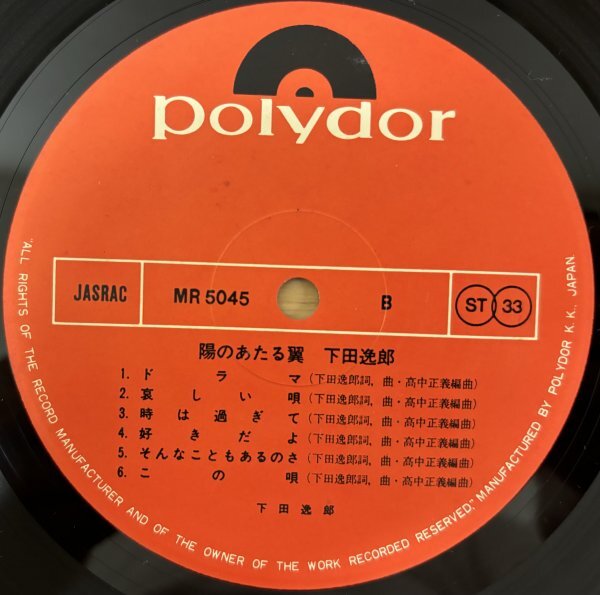 polydor
JASRAC MR 5045 B ST 33
陽のあたる翼 下田逸郎
1. ドラマ (下田逸郎詞, 曲・高中正義編曲)
2. 哀しい唄 (下田逸郎詞, 曲・高中正義編曲)
3. 時は過ぎて (下田逸郎詞, 曲・高中正義編曲)
4. 好きだよ (下田逸郎詞, 曲・高中正義編曲)
5. そんなこともあるのさ (下田逸郎詞, 曲・高中正義編曲)
6. この唄 (下田逸郎詞, 曲・高中正義編曲)
下田逸郎
"ALL RIGHTS OF THE RECORD MANUFACTURER AND OF THE OWNER OF THE WORK RECORDED RESERVED." MANUFACTURED BY POLYDOR K.K., JAPAN.